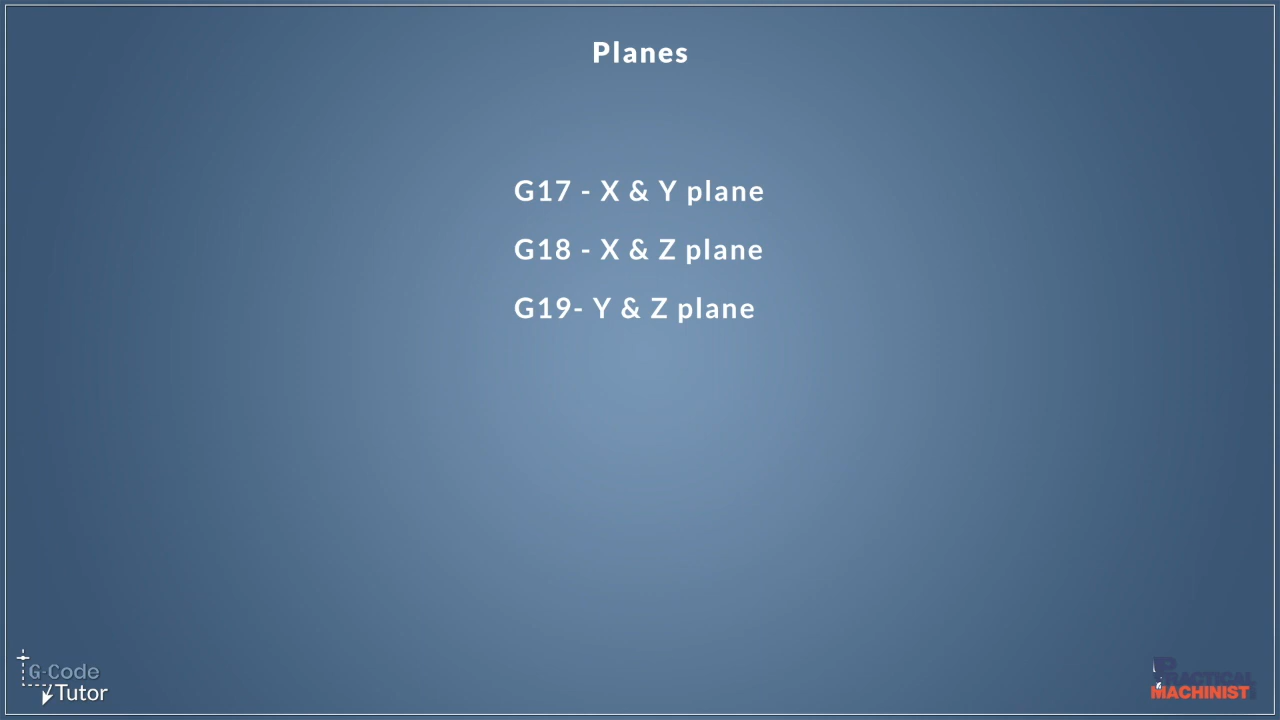 Planes
G17 - X & Y plane
G18 - X & Z plane
G19- Y & Z plane
G-Code
Tutor
PRACTICAL
MACHINIST